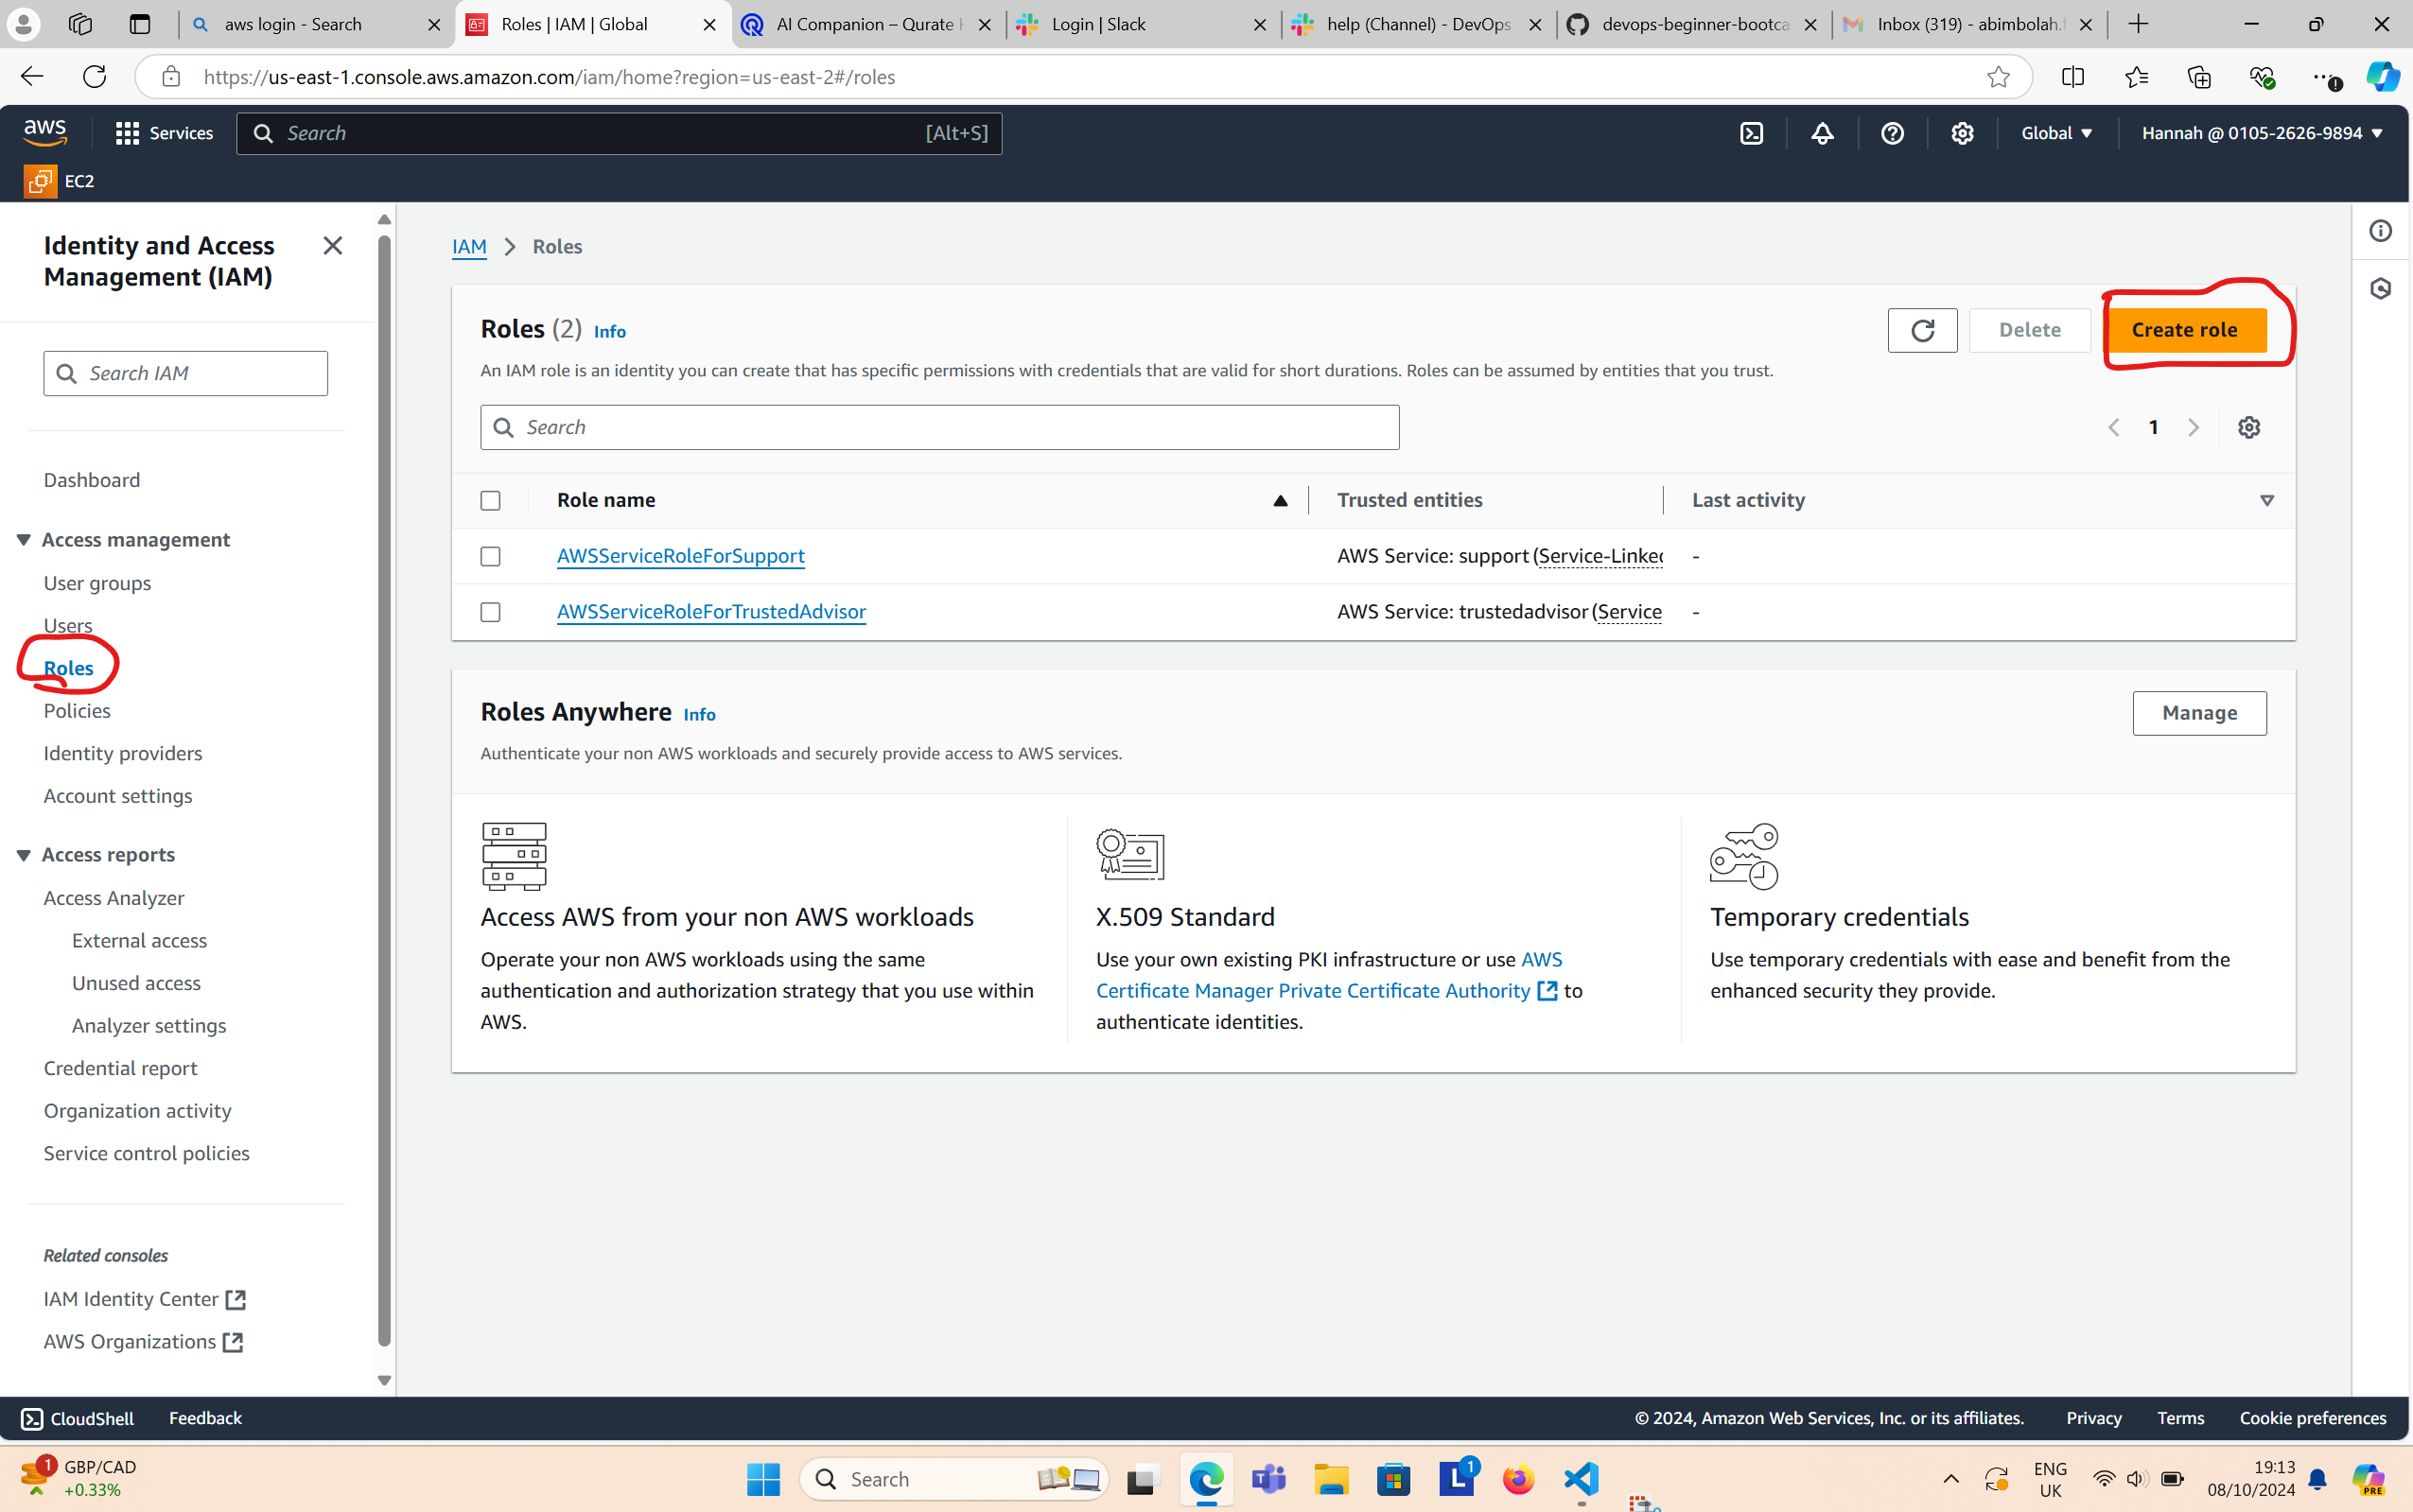 aws login - Search
Roles | IAM | Global
AI Companion – Qurate H
Login | Slack
help (Channel) - DevOps
devops-beginner-bootca
Inbox (319) - abimbolah.f
https://us-east-1.console.aws.amazon.com/iam/home?region=us-east-2#/roles
aws
Services
Search
[Alt+S]
Global
Hannah @ 0105-2626-9894
EC2
Identity and Access
Management (IAM)
Search IAM
Dashboard
Access management
User groups
Users
Roles
Policies
Identity providers
Account settings
Access reports
Access Analyzer
External access
Unused access
Analyzer settings
Credential report
Organization activity
Service control policies
Related consoles
IAM Identity Center
AWS Organizations
IAM > Roles
Roles (2) Info
Delete
Create role
An IAM role is an identity you can create that has specific permissions with credentials that are valid for short durations. Roles can be assumed by entities that you trust.
Search
1
Role name
Trusted entities
Last activity
AWSServiceRoleForSupport
AWS Service: support (Service-Linked
-
AWSServiceRoleForTrustedAdvisor
AWS Service: trustedadvisor (Service
-
Roles Anywhere Info
Manage
Authenticate your non AWS workloads and securely provide access to AWS services.
Access AWS from your non AWS workloads
Operate your non AWS workloads using the same
authentication and authorization strategy that you use within
AWS.
X.509 Standard
Use your own existing PKI infrastructure or use AWS
Certificate Manager Private Certificate Authority to
authenticate identities.
Temporary credentials
Use temporary credentials with ease and benefit from the
enhanced security they provide.
CloudShell
Feedback
© 2024, Amazon Web Services, Inc. or its affiliates.
Privacy
Terms
Cookie preferences
1
GBP/CAD
+0.33%
Search
T
L
1
ENG
UK
19:13
08/10/2024
PRE